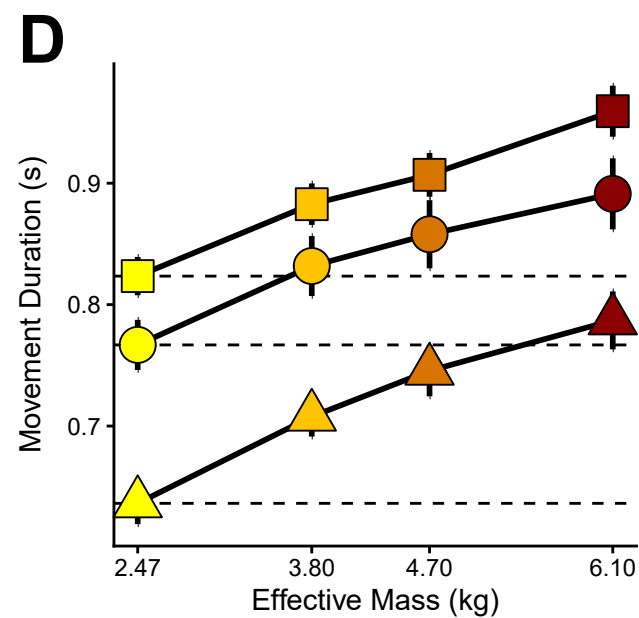 D
Movement Duration (s)
0.9
0.8
0.7
2.47 3.80 4.70 6.10
Effective Mass (kg)